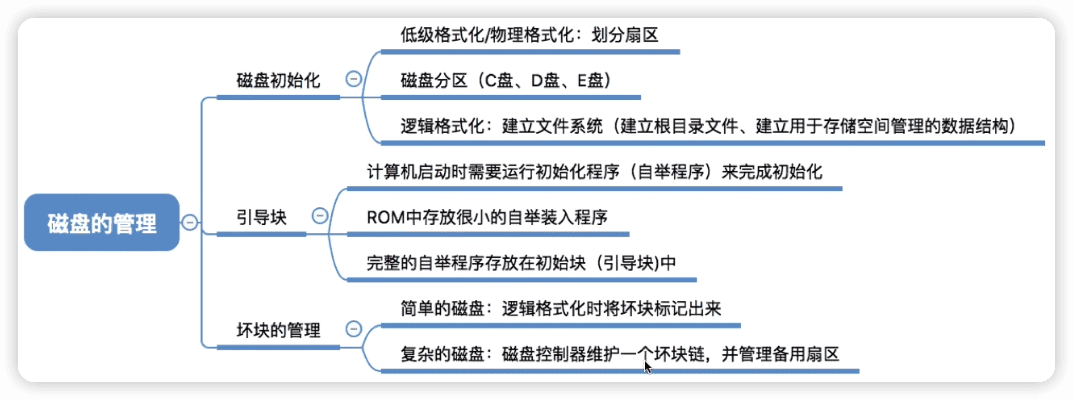 磁盘的管理
磁盘初始化
低级格式化/物理格式化：划分扇区
磁盘分区（C盘、D盘、E盘）
逻辑格式化：建立文件系统（建立根目录文件、建立用于存储空间管理的数据结构）
引导块
计算机启动时需要运行初始化程序（自举程序）来完成初始化
ROM中存放很小的自举装入程序
完整的自举程序存放在初始块（引导块)中
坏块的管理
简单的磁盘：逻辑格式化时将坏块标记出来
复杂的磁盘：磁盘控制器维护一个坏块链，并管理备用扇区